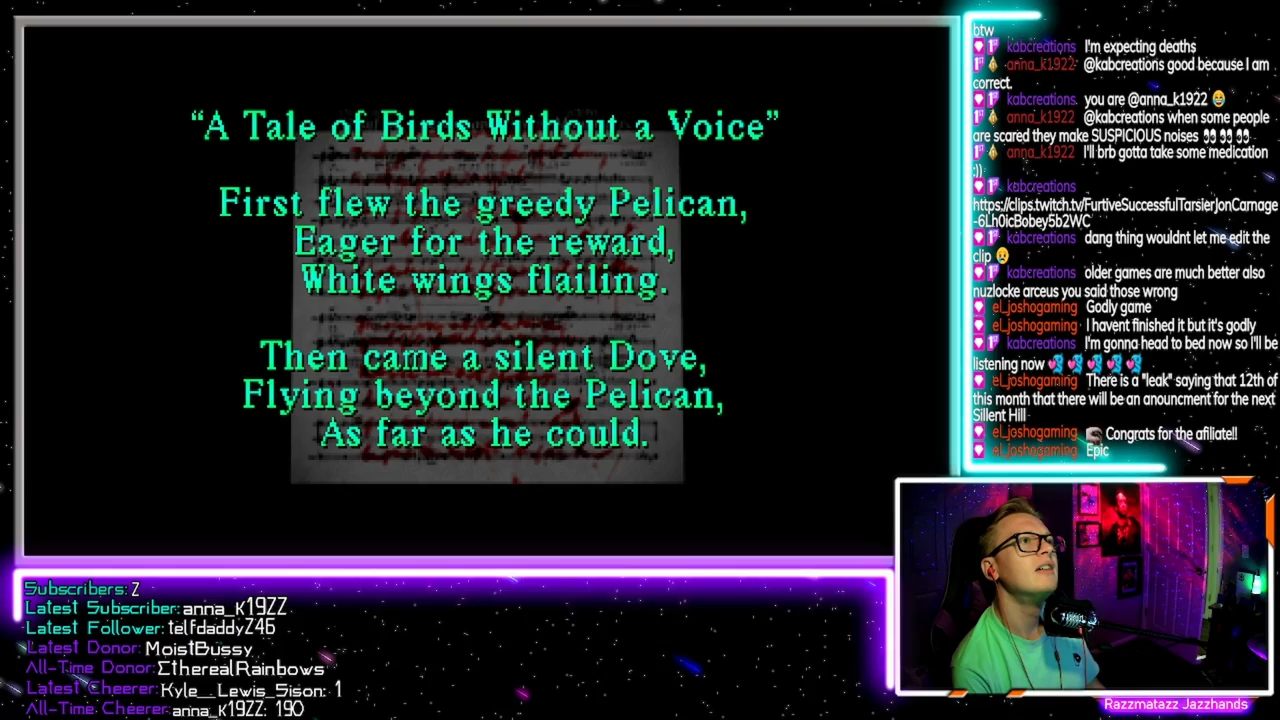 “A Tale of Birds Without a Voice”
First flew the greedy Pelican,
Eager for the reward,
White wings flailing.
Then came a silent Dove,
Flying beyond the Pelican,
As far as he could.
btw
kabcreations I'm expecting deaths
anna_k1922 @kabcreations good because I am
correct.
kabcreations. you are @anna_k1922 😂
anna_k1922 @kabcreations when some people
are scared they make SUSPICIOUS noises 👀👀👀
anna_k1922 I'll brb gotta take some medication
:))
kabcreations
https://clips.twitch.tv/FurtiveSuccessfulTarsierJonCarnage
-6Lh0icBobey5b2WC
kabcreations dang thing wouldnt let me edit the
clip 😥
kabcreations older games are much better also
nuzlocke arceus you said those wrong
el_joshogaming Godly game
el_joshogaming I havent finished it but it's godly
kabcreations I'm gonna head to bed now so I'll be
listening now
el_joshogaming There is a "leak" saying that 12th of
this month that there will be an anouncment for the next
Sillent Hill
el_joshogaming Congrats for the afiliate!!
el_joshogaming Epic
Subscribers: 2
Latest Subscriber: anna_k1922
Latest Follower: telfdaddy246
Latest Donor: MoistBussy
All-Time Donor: EtherealRainbows
Latest Cheerer: Kyle_Lewis_Sison: 1
All-Time Cheerer: anna_k1922: 190
Razzmatazz Jazzhands